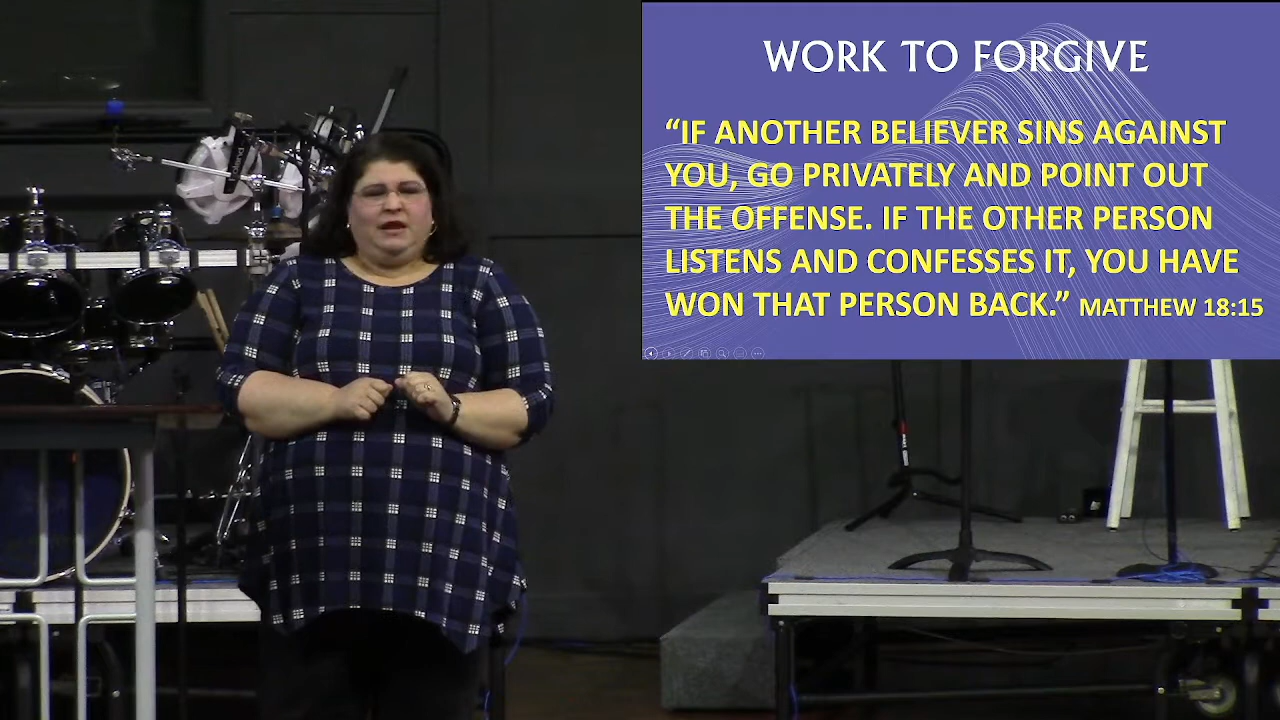 WORK TO FORGIVE
“IF ANOTHER BELIEVER SINS AGAINST
YOU, GO PRIVATELY AND POINT OUT
THE OFFENSE. IF THE OTHER PERSON
LISTENS AND CONFESSES IT, YOU HAVE
WON THAT PERSON BACK.” MATTHEW 18:15